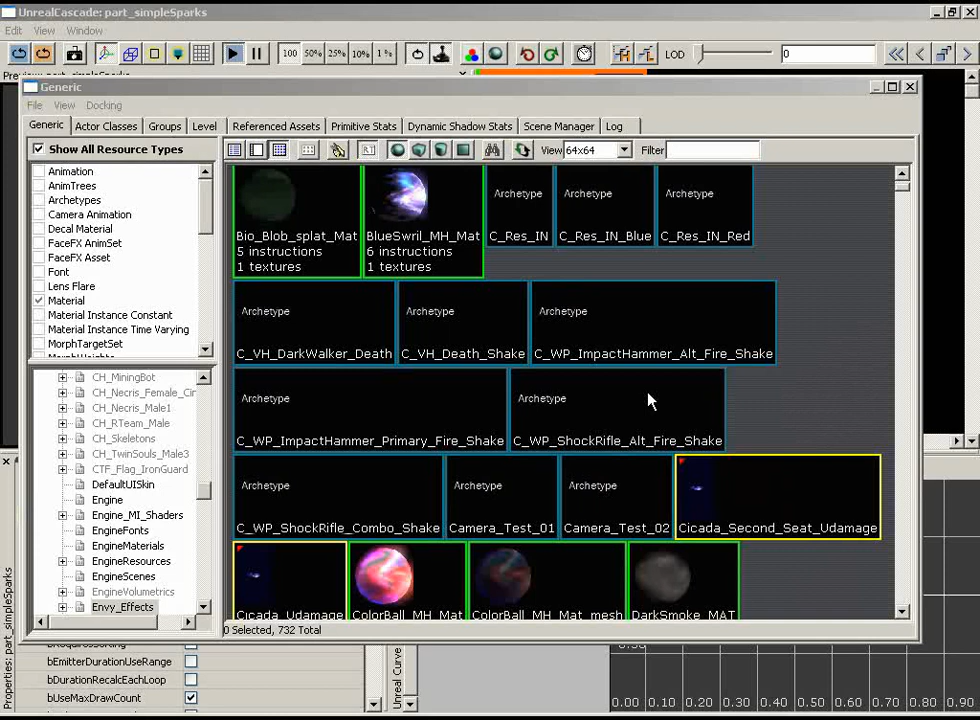 UnrealCascade: part_simpleSparks
Edit View Window
100 50% 25% 10% 1% LOD 0
Generic
File View Docking
Generic Actor Classes Groups Level Referenced Assets Primitive Stats Dynamic Shadow Stats Scene Manager Log
Show All Resource Types
View 64x64 Filter
Animation
AnimTrees
Archetypes
Camera Animation
Decal Material
FaceFX AnimSet
FaceFX Asset
Font
Lens Flare
Material
Material Instance Constant
Material Instance Time Varying
MorphTargetSet
CH_MiningBot
CH_Necris_Female_Cin
CH_Necris_Male1
CH_RTeam_Male
CH_Skeletons
CH_TwinSouls_Male3
CTF_Flag_IronGuard
DefaultUISkin
Engine
Engine_MI_Shaders
EngineFonts
EngineMaterials
EngineResources
EngineScenes
EngineVolumetrics
Envy_Effects
Bio_Blob_splat_Mat
5 instructions
1 textures
BlueSwril_MH_Mat
6 instructions
1 textures
Archetype
C_Res_IN
Archetype
C_Res_IN_Blue
Archetype
C_Res_IN_Red
Archetype
C_VH_DarkWalker_Death
Archetype
C_VH_Death_Shake
Archetype
C_WP_ImpactHammer_Alt_Fire_Shake
Archetype
C_WP_ImpactHammer_Primary_Fire_Shake
Archetype
C_WP_ShockRifle_Alt_Fire_Shake
Archetype
C_WP_ShockRifle_Combo_Shake
Archetype
Camera_Test_01
Archetype
Camera_Test_02
Cicada_Second_Seat_Udamage
Cicada_Udamage
ColorBall_MH_Mat
ColorBall_MH_Mat_mesh
DarkSmoke_MAT
0 Selected, 732 Total
bEmitterDurationUseRange
bDurationRecalcEachLoop
bUseMaxDrawCount
Properties: part_simpleSparks
Unreal Curve
0.00 0.10 0.20 0.30 0.40 0.50 0.60 0.70 0.80 0.90